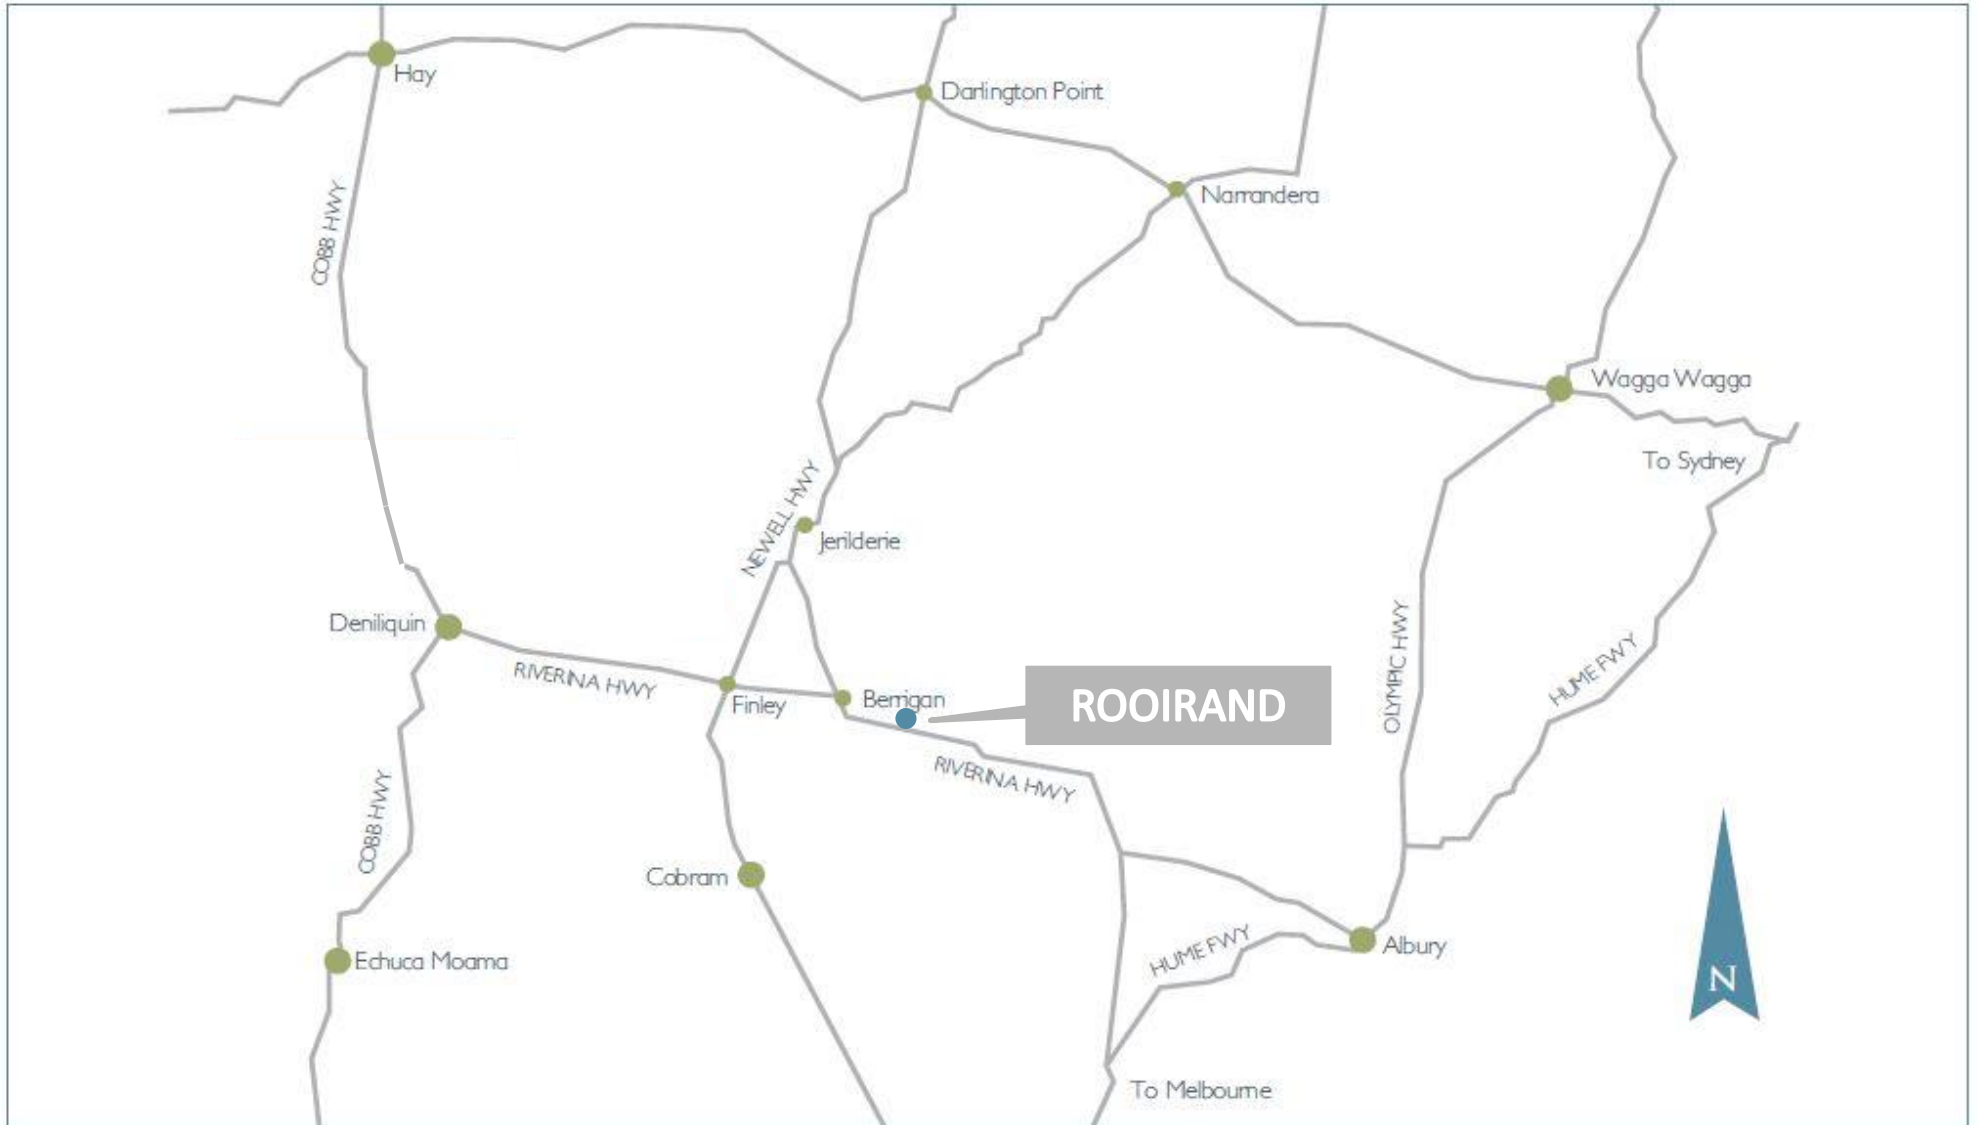 Hay
Darlington Point
COBB HWY
Narrandera
Wagga Wagga
To Sydney
NEWELL HWY
Jerilderie
Deniliquin
RIVERINA HWY
OLYMPIC HWY
HUME FWY
Finley
Berrigan
ROOIRAND
RIVERINA HWY
COBB HWY
Cobram
Echuca Moama
HUME FWY
Albury
N
To Melbourne